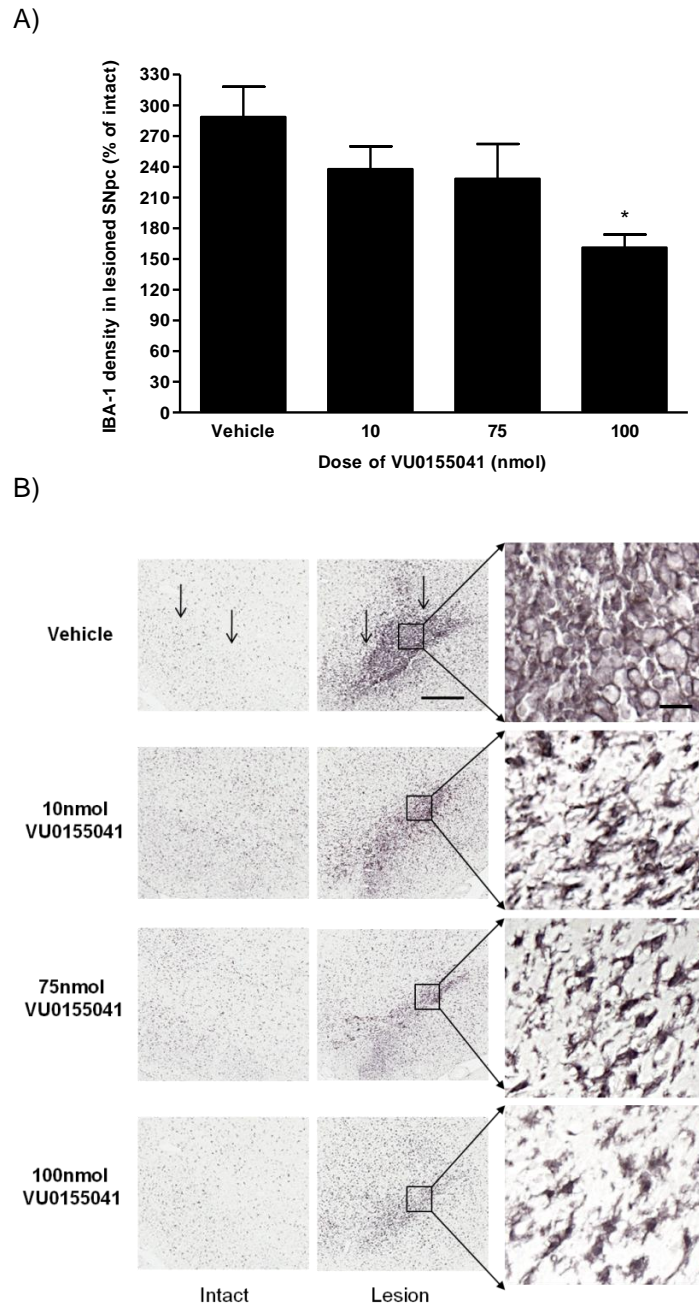 A)
IBA-1 density in lesioned SNpc (% of intact)
330
300
270
240
210
180
150
120
90
60
30
0
*
Vehicle 10 75 100
Dose of VU0155041 (nmol)
B)
Vehicle
10nmol
VU0155041
75nmol
VU0155041
100nmol
VU0155041
Intact Lesion